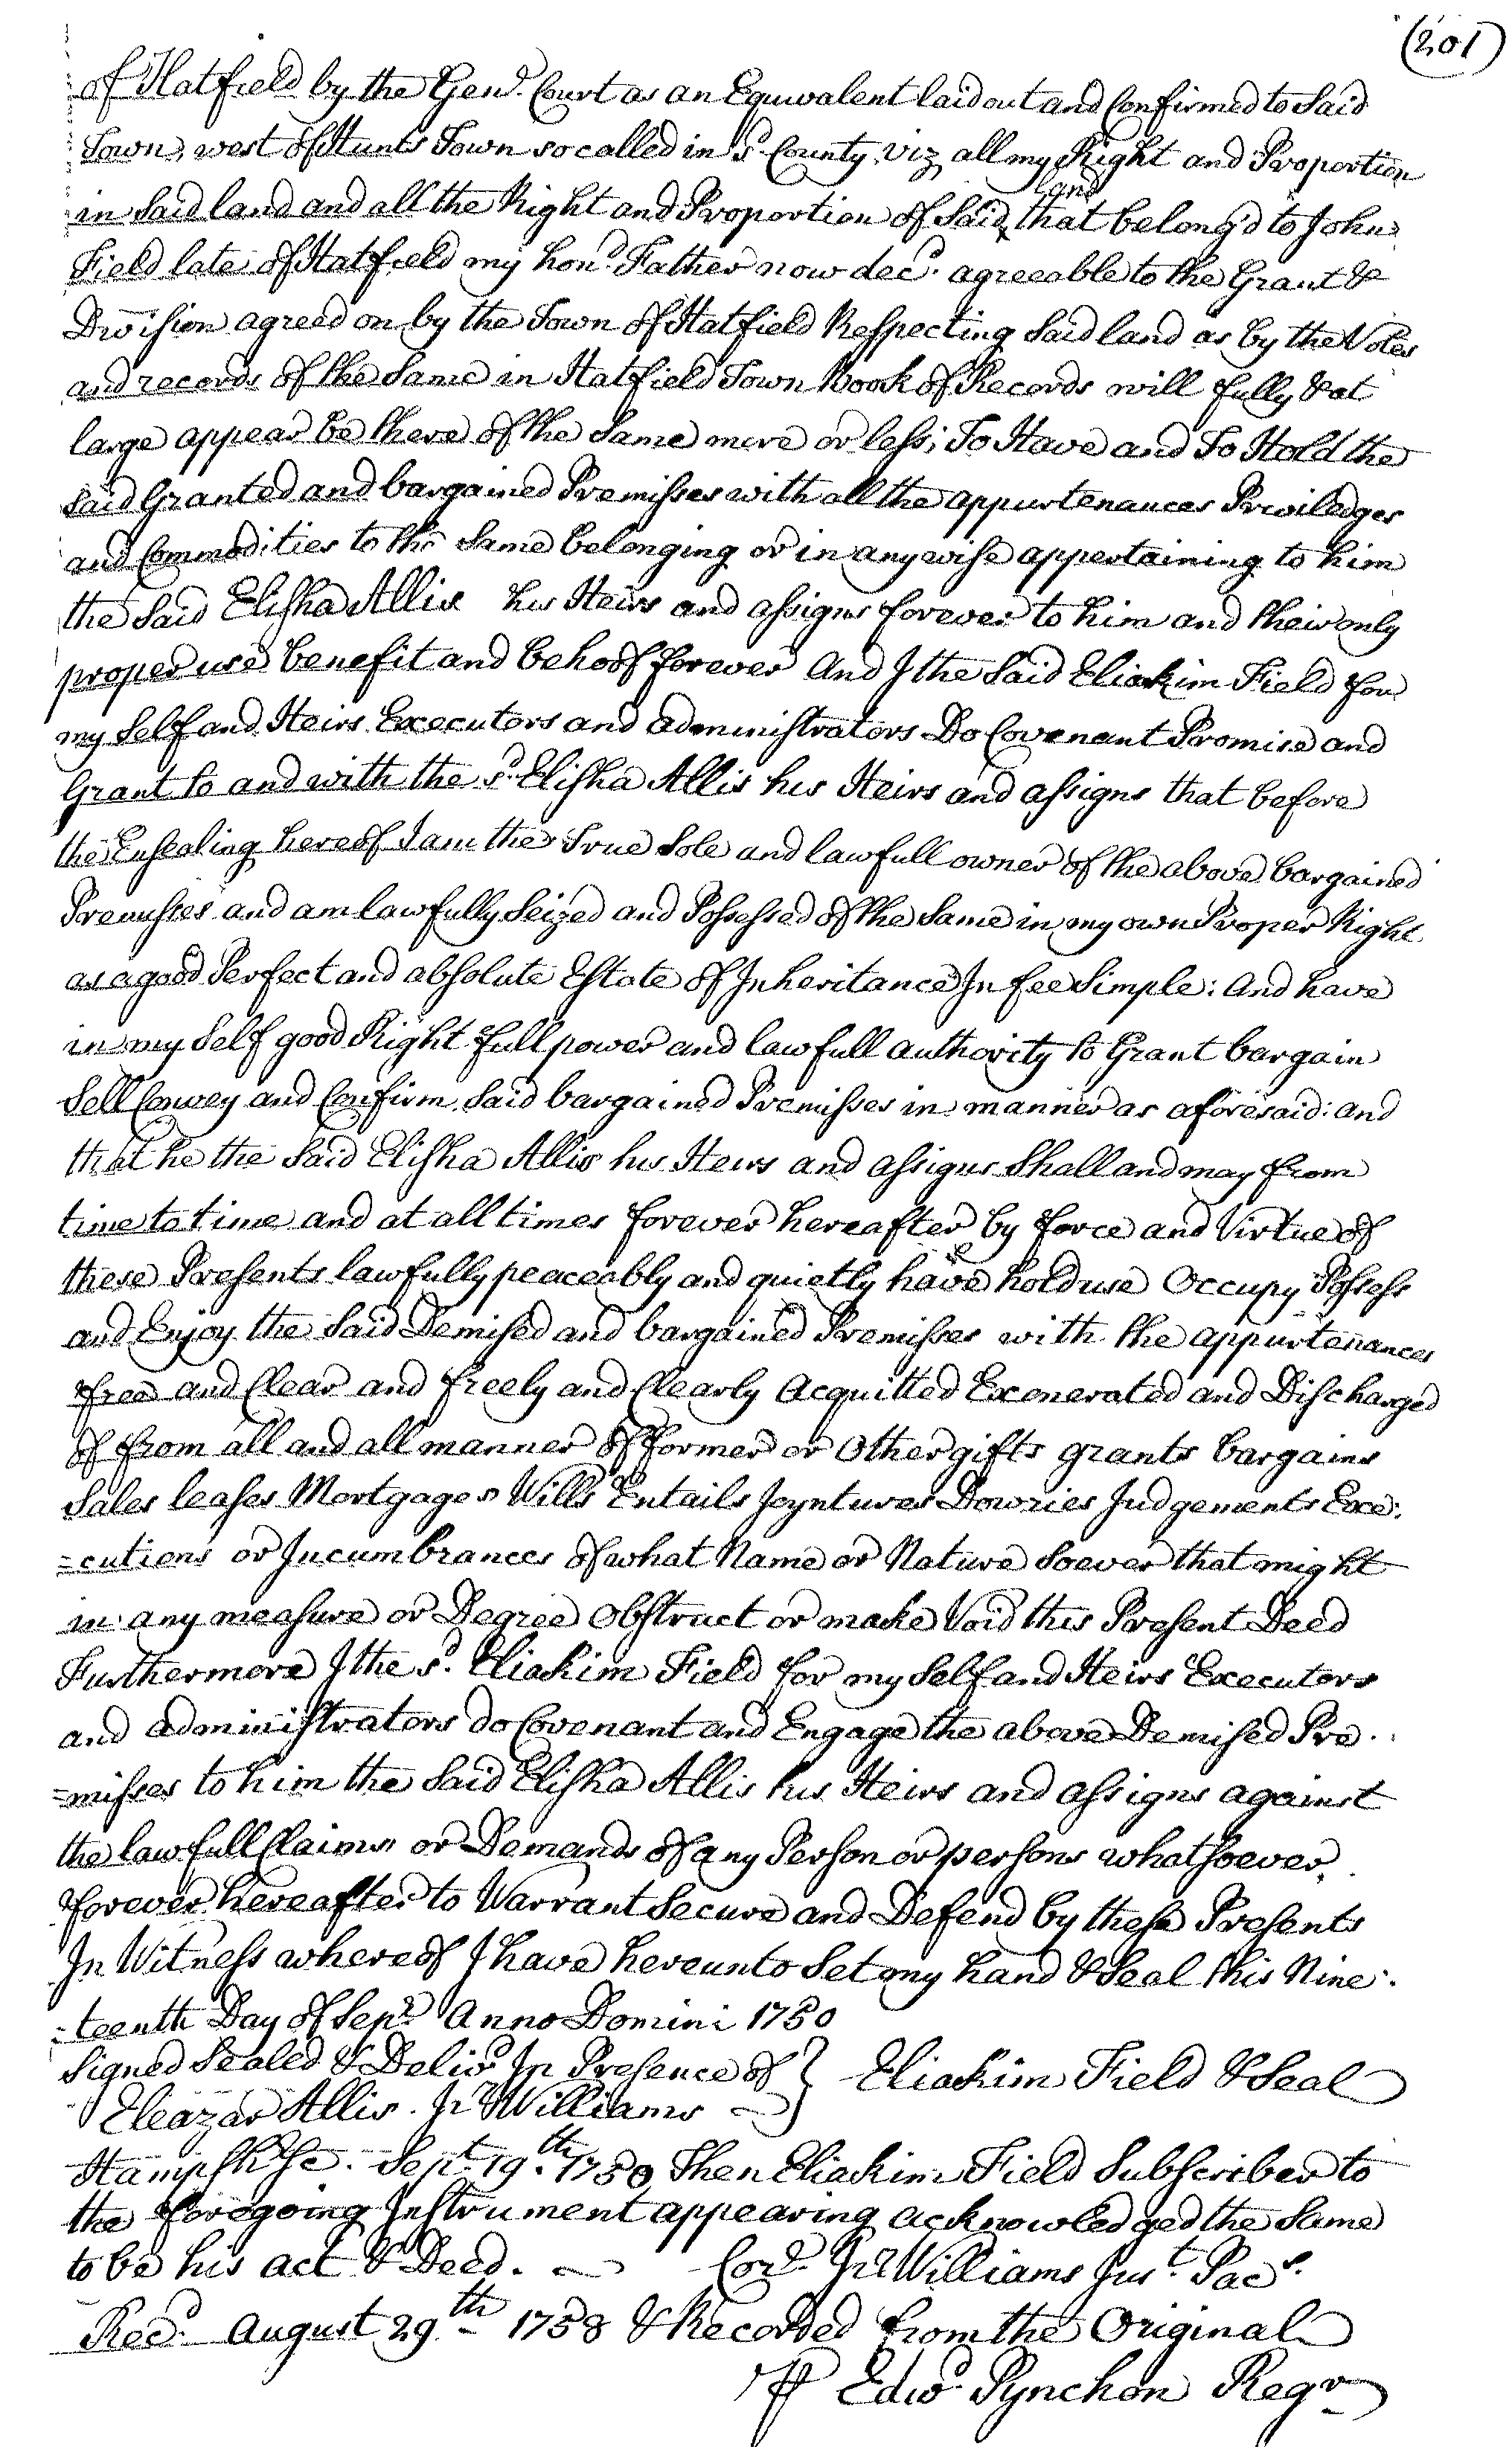 (201)
of Hatfield by the Genl. Court as an Equivalent laid out and Confirmed to Said
Town, west of Hunts Town so called in sd. County. viz all my Right and Proportion
in Said land and all the Right and Proportion of Said land that belong'd to John
Field late of Hatfield my hond. Father now decd. agreeable to the Grant &
Division agreed on by the Town of Hatfield Respecting Said land as by the Votes
and records of the Same in Hatfield Town Book of Records will fully & at
large appear be there of the Same more or less; To Have and To Hold the
Said Granted and bargained Premisses with all the appurtenances Priviledges
and Commodities to the Same belonging or in any wise appertaining to him
the Said Elisha Allis his Heirs and assigns forever to him and their only
proper use benefit and behoof forever And I the Said Eliakim Field for
my Self and Heirs Executors and administrators Do Covenant Promise and
Grant to and with the sd. Elisha Allis his Heirs and assigns that before
the Ensealing hereof I am the True Sole and lawfull owner of the above bargained
Premisses and am lawfully Seized and Possessed of the Same in my own Proper Right
as a good Perfect and absolute Estate of Inheritance In fee Simple: And have
in my Self good Right full power and lawfull authority to Grant bargain
Sell Convey and Confirm Said bargained Premisses in manner as aforesaid: and
that he the Said Elisha Allis his Heirs and assigns Shall and may from
time to time and at all times forever hereafter by force and Virtue of
these Presents lawfully peaceably and quietly have hold use Occupy Possess
and Enjoy the Said Demised and bargained Premisses with the appurtenances
free and Clear and freely and Clearly Acquitted Exonerated and Discharged
of from all and all manner of former or other gifts grants bargains
Sales leases Mortgages Wills Entails Joyntures Dowries Judgements Exe:
=cutions or Incumbrances of what Name or Nature Soever that might
in any measure or Degree Obstruct or make Void this Present Deed
Furthermore I the sd. Eliakim Field for my Self and Heirs Executors
and administrators do Covenant and Engage the above Demised Pre.
=misses to him the Said Elisha Allis his Heirs and assigns against
the lawfull Claims or Demands of any Person or persons whatsoever,
forever hereafter to Warrant Secure and Defend by these Presents
In Witness whereof I have hereunto Set my hand & Seal this Nine:
=teenth Day of Sepr. Anno Domini 1750
Signed Sealed & Delivd. In Presence of } Eliakim Field & Seal
Eleazar Allis. Ir. Williams
Hampsh. Sc. Sept. 19.th 1750 Then Eliakim Field Subscriber to
the foregoing Instrument appearing acknowledged the Same
to be his act & Deed. Cord. Ir. Williams Just. Pacs.
Recd. August 29th 1758 & Recorded from the Original
P Edwd. Pynchon Regr